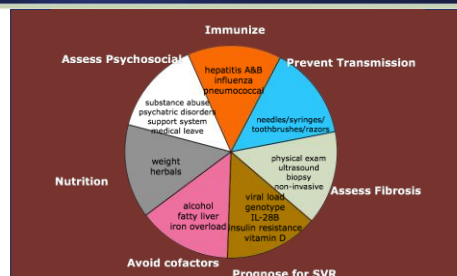 Immunize
Assess Psychosocial
Prevent Transmission
hepatitis A&B
influenza
pneumococcal
needles/syringes/
toothbrushes/razors
substance abuse
psychiatric disorders
support system
medical leave
physical exam
ultrasound
biopsy
non-invasive
Assess Fibrosis
weight
herbals
Nutrition
viral load
genotype
IL-28B
insulin resistance
vitamin D
alcohol
fatty liver
iron overload
Avoid cofactors
Prognose for SVR